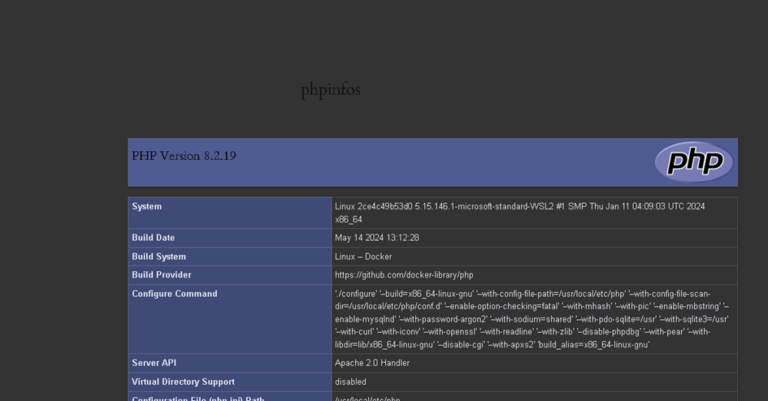 phpinfos
PHP Version 8.2.19
php
System
Linux 2ce4c49b53d0 5.15.146.1-microsoft-standard-WSL2 #1 SMP Thu Jan 11 04:09:03 UTC 2024
x86_64
Build Date
May 14 2024 13:12:28
Build System
Linux – Docker
Build Provider
https://github.com/docker-library/php
Configure Command
'./configure' '–build=x86_64-linux-gnu' '–with-config-file-path=/usr/local/etc/php' '–with-config-file-scan-
dir=/usr/local/etc/php/conf.d' '–enable-option-checking=fatal' '–with-mhash' '–with-pic' '–enable-mbstring' '–
enable-mysqlnd' '–with-password-argon2' '–with-sodium=shared' '–with-pdo-sqlite=/usr' '–with-sqlite3=/usr'
'–with-curl' '–with-iconv' '–with-openssl' '–with-readline' '–with-zlib' '–disable-phpdbg' '–with-pear' '–with-
libdir=lib/x86_64-linux-gnu' '–disable-cgi' '–with-apxs2' 'build_alias=x86_64-linux-gnu'
Server API
Apache 2.0 Handler
Virtual Directory Support
disabled
Configuration File (php.ini) Path
/usr/local/etc/php